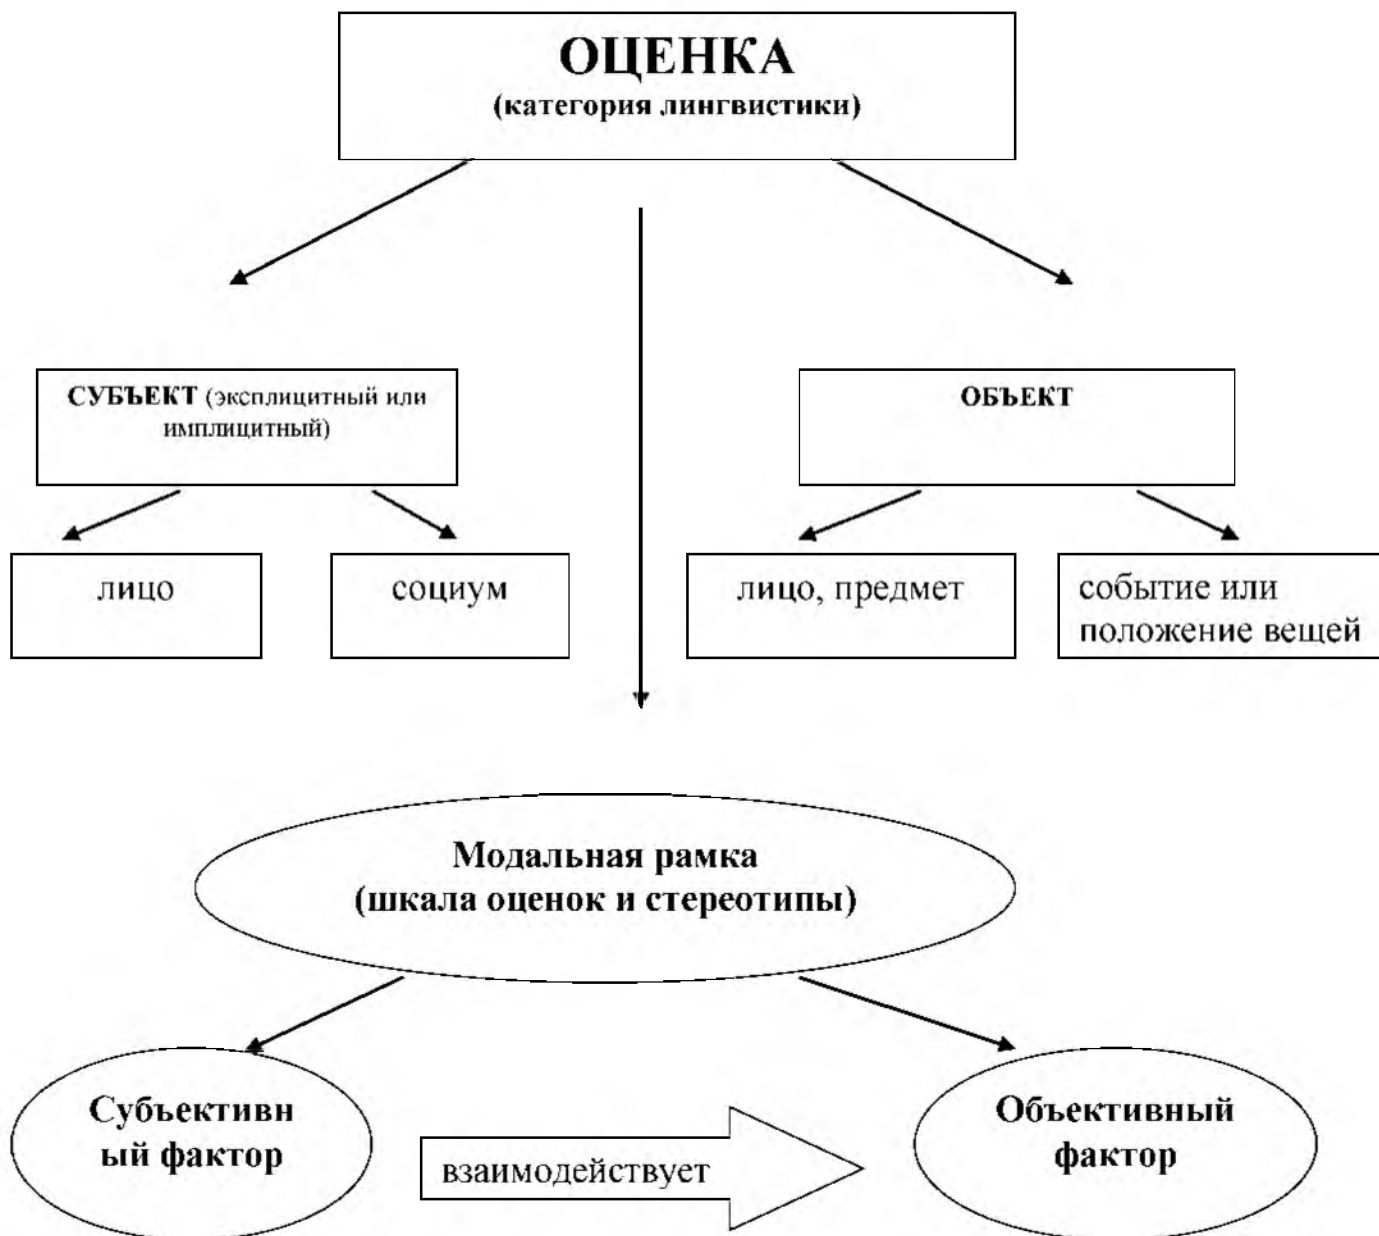 ОЦЕНКА
(категория лингвистики)
СУБЪЕКТ (эксплицитный или
имплицитный)
ОБЪЕКТ
лицо
социум
лицо, предмет
событие или
положение вещей
Модальная рамка
(шкала оценок и стереотипы)
Субъективн
ый фактор
взаимодействует
Объективный
фактор